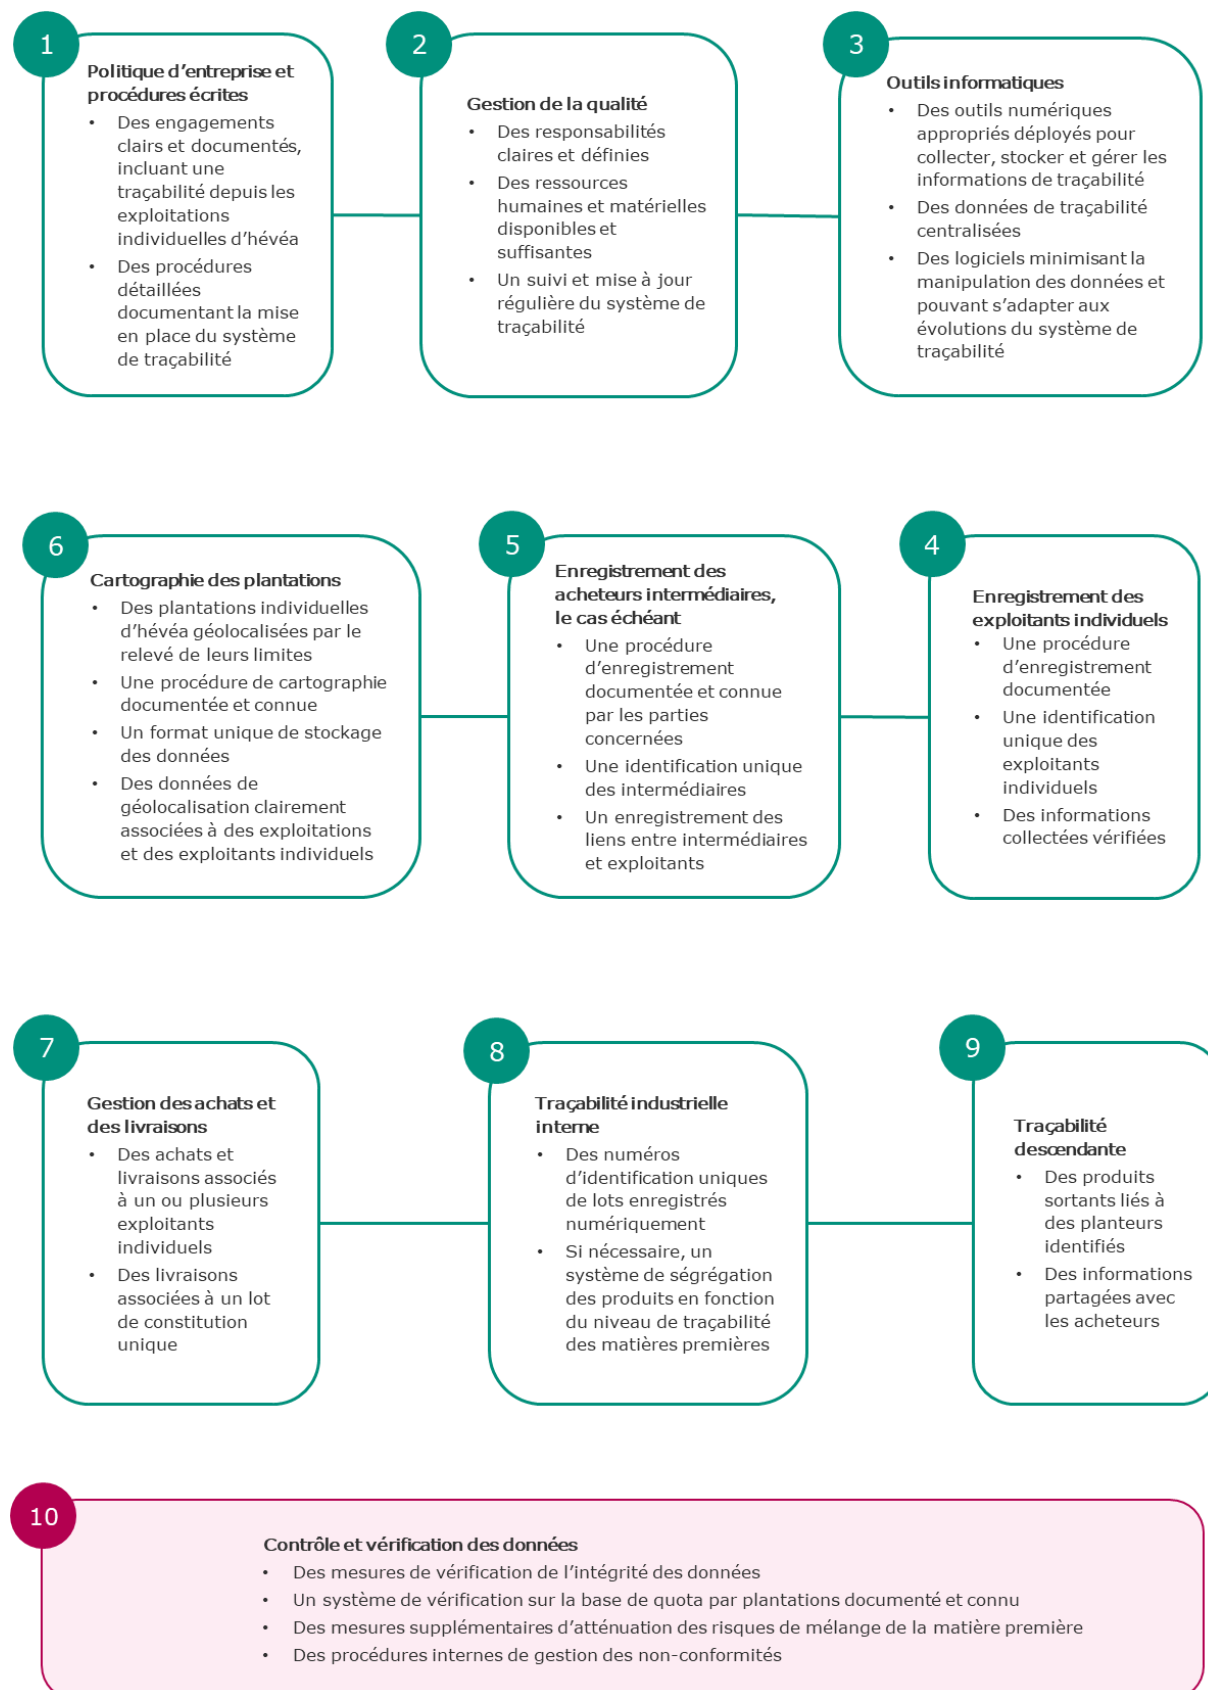 1
Politique d'entreprise et
procédures écrites
• Des engagements
clairs et documentés,
incluant une
traçabilité depuis les
exploitations
individuelles d'hévéa
• Des procédures
détaillées
documentant la mise
en place du système
de traçabilité
2
Gestion de la qualité
• Des responsabilités
claires et définies
• Des ressources
humaines et matérielles
disponibles et
suffisantes
• Un suivi et mise à jour
régulière du système de
traçabilité
3
Outils informatiques
• Des outils numériques
appropriés déployés pour
collecter, stocker et gérer les
informations de traçabilité
• Des données de traçabilité
centralisées
• Des logiciels minimisant la
manipulation des données et
pouvant s'adapter aux
évolutions du système de
traçabilité
4
Enregistrement des
exploitants individuels
• Une procédure
d'enregistrement
documentée
• Une identification
unique des
exploitants
individuels
• Des informations
collectées vérifiées
5
Enregistrement des
acheteurs intermédiaires,
le cas échéant
• Une procédure
d'enregistrement
documentée et connue
par les parties
concernées
• Une identification unique
des intermédiaires
• Un enregistrement des
liens entre intermédiaires
et exploitants
6
Cartographie des plantations
• Des plantations individuelles
d'hévéa géolocalisées par le
relevé de leurs limites
• Une procédure de cartographie
documentée et connue
• Un format unique de stockage
des données
• Des données de
géolocalisation clairement
associées à des exploitations
et des exploitants individuels
7
Gestion des achats et
des livraisons
• Des achats et
livraisons associés
à un ou plusieurs
exploitants
individuels
• Des livraisons
associées à un lot
de constitution
unique
8
Traçabilité industrielle
interne
• Des numéros
d'identification uniques
de lots enregistrés
numériquement
• Si nécessaire, un
système de ségrégation
des produits en fonction
du niveau de traçabilité
des matières premières
9
Traçabilité
descendante
• Des produits
sortants liés à
des planteurs
identifiés
• Des informations
partagées avec
les acheteurs
10
Contrôle et vérification des données
• Des mesures de vérification de l'intégrité des données
• Un système de vérification sur la base de quota par plantations documenté et connu
• Des mesures supplémentaires d'atténuation des risques de mélange de la matière première
• Des procédures internes de gestion des non-conformités